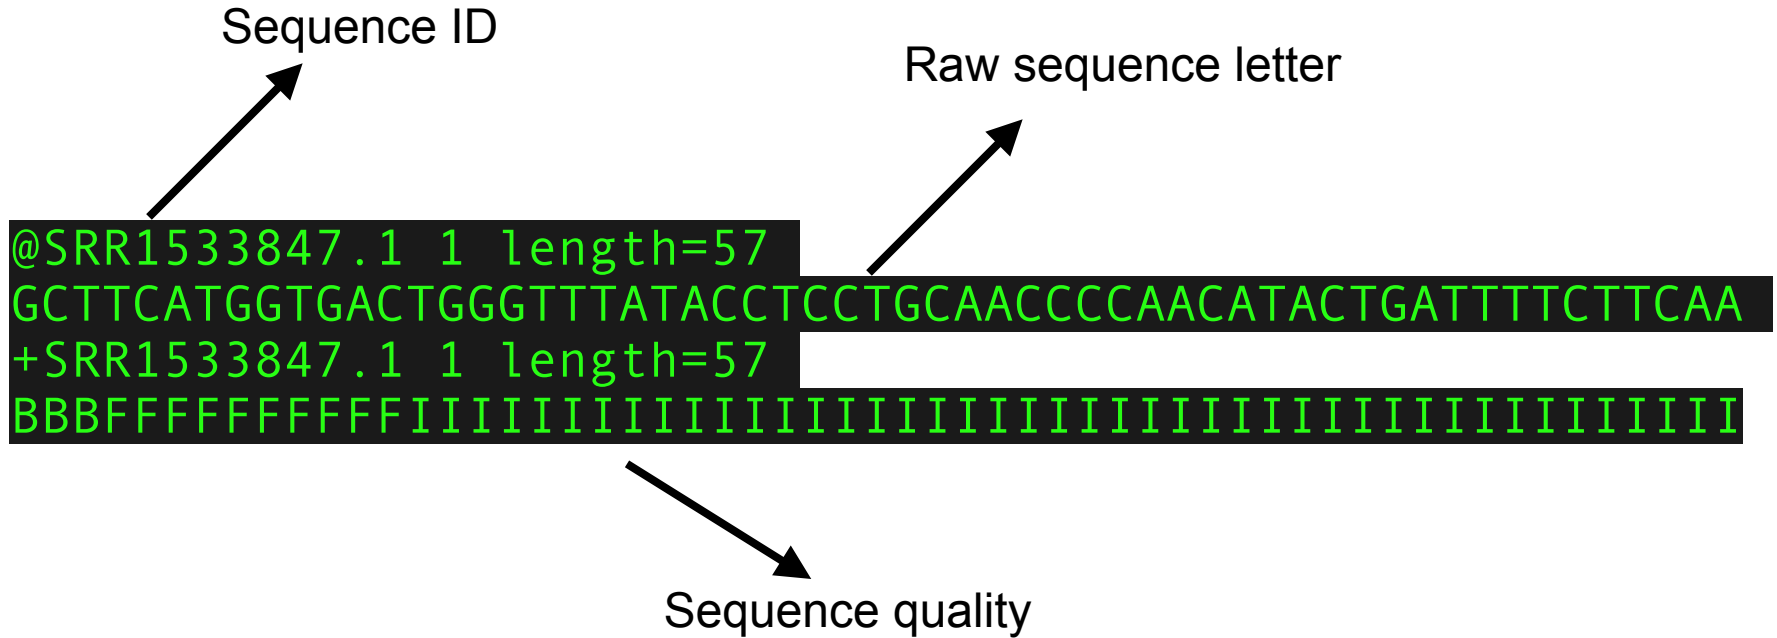 Sequence ID
Raw sequence letter
@SRR1533847.1 1 length=57
GCTTCATGGTGACTGGGTTTATACCTCCTGCAACCCCAACATACTGATTTTCTTCAA
+SRR1533847.1 1 length=57
BBBFFFFFFFFFFIIIIIIIIIIIIIIIIIIIIIIIIIIIIIIIIIIIIIIIIIIII
Sequence quality